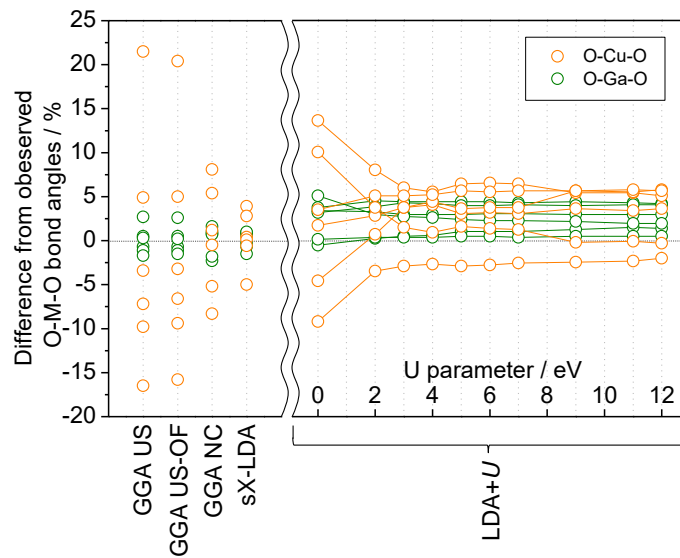 Difference from obeserved
O-M-O bond angles / %
25
20
15
10
5
0
-5
-10
-15
-20
O-Cu-O
O-Ga-O
U parameter / eV
0 2 4 6 8 10 12
GGA US
GGA US-OF
GGA NC
sX-LDA
LDA+U